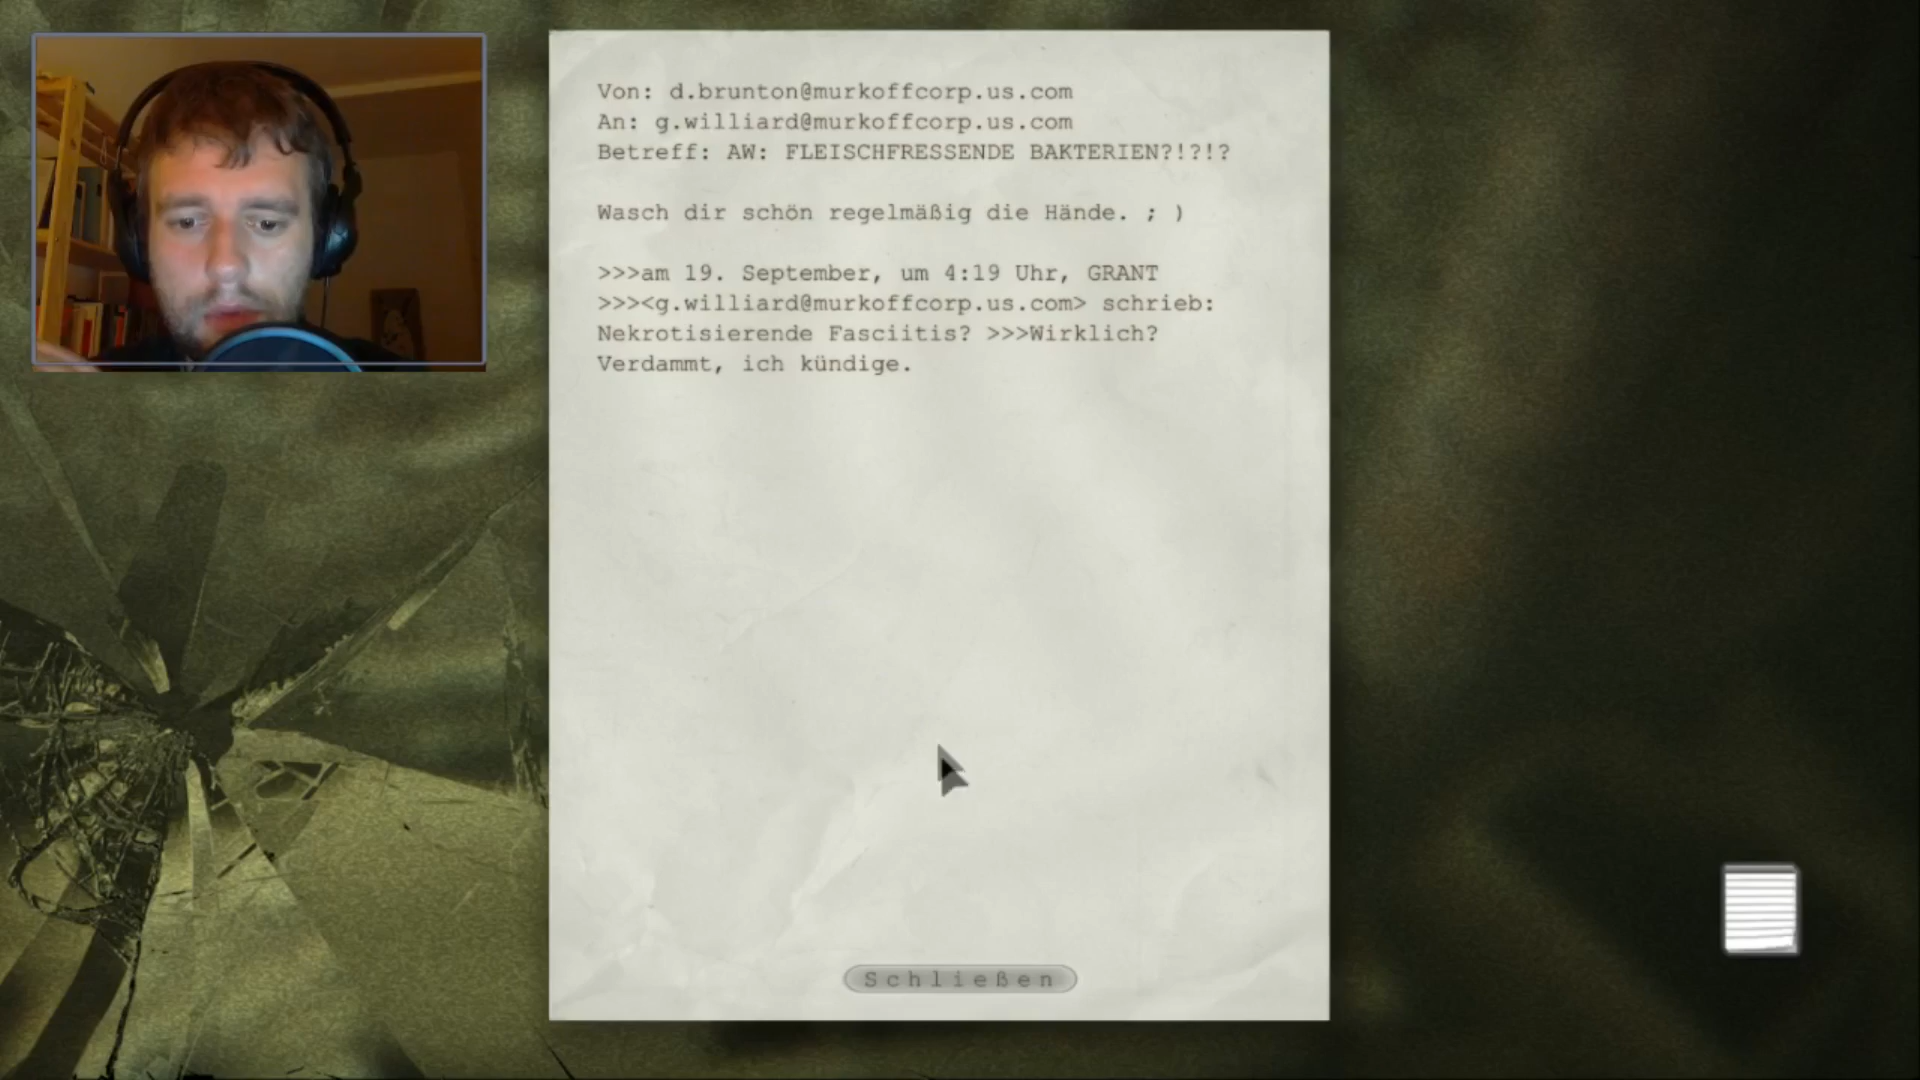 Von: d.brunton@murkoffcorp.us.com
An: g.williard@murkoffcorp.us.com
Betreff: AW: FLEISCHFRESSENDE BAKTERIEN?!?!?
Wasch dir schön regelmäßig die Hände. ; )
>>>am 19. September, um 4:19 Uhr, GRANT
>>><g.williard@murkoffcorp.us.com> schrieb:
Nekrotisierende Fasciitis? >>>Wirklich?
Verdammt, ich kündige.
Schließen